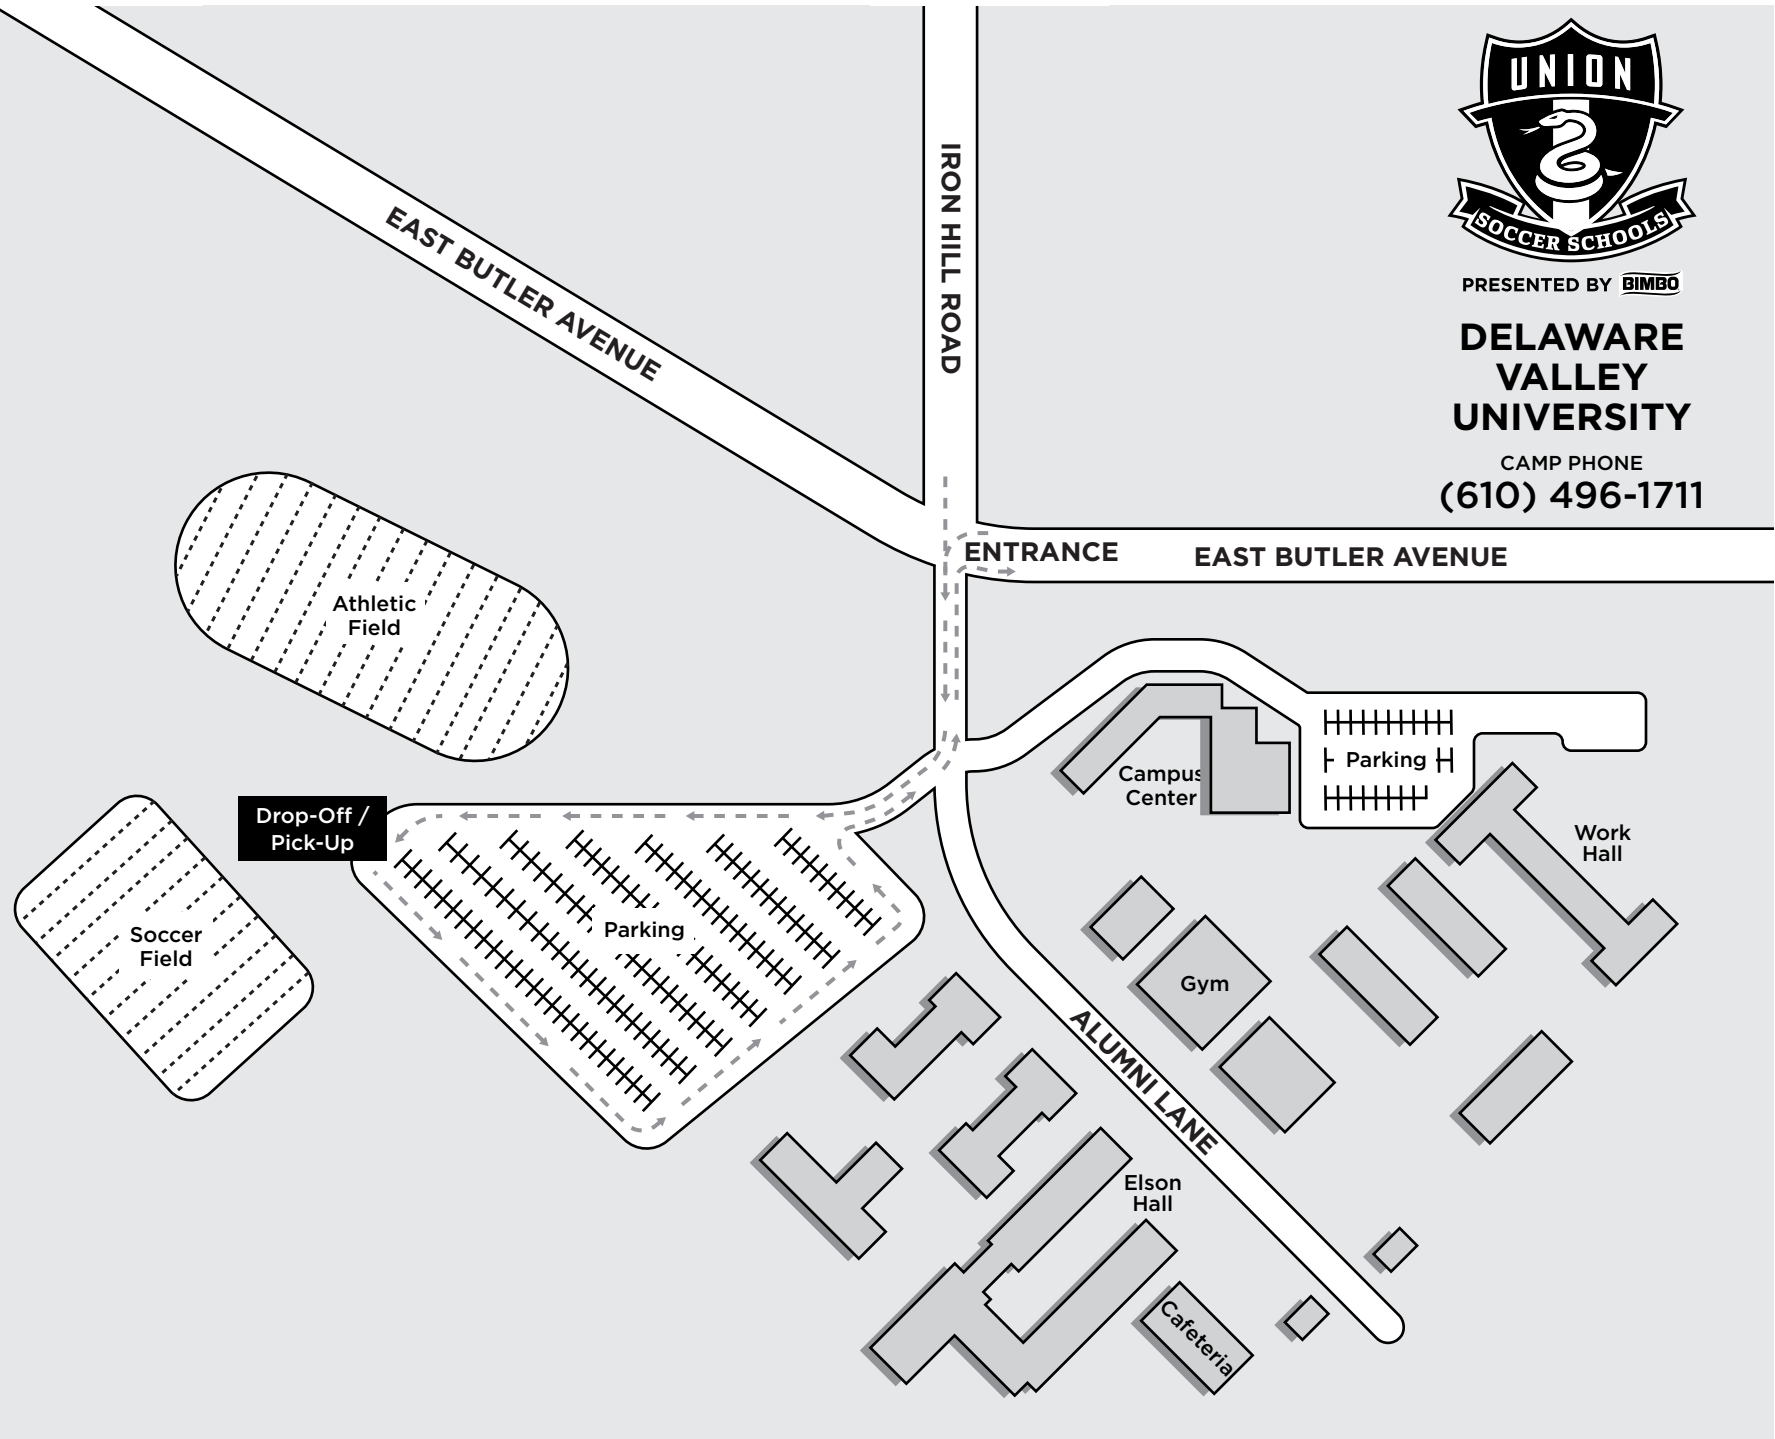 UNION
SOCCER SCHOOLS
PRESENTED BY BIMBO
DELAWARE
VALLEY
UNIVERSITY
CAMP PHONE
(610) 496-1711
IRON HILL ROAD
EAST BUTLER AVENUE
ENTRANCE
EAST BUTLER AVENUE
Athletic
Field
Parking
Campus
Center
Drop-Off /
Pick-Up
Work
Hall
Soccer
Field
Parking
Gym
ALUMNI LANE
Elson
Hall
Cafeteria